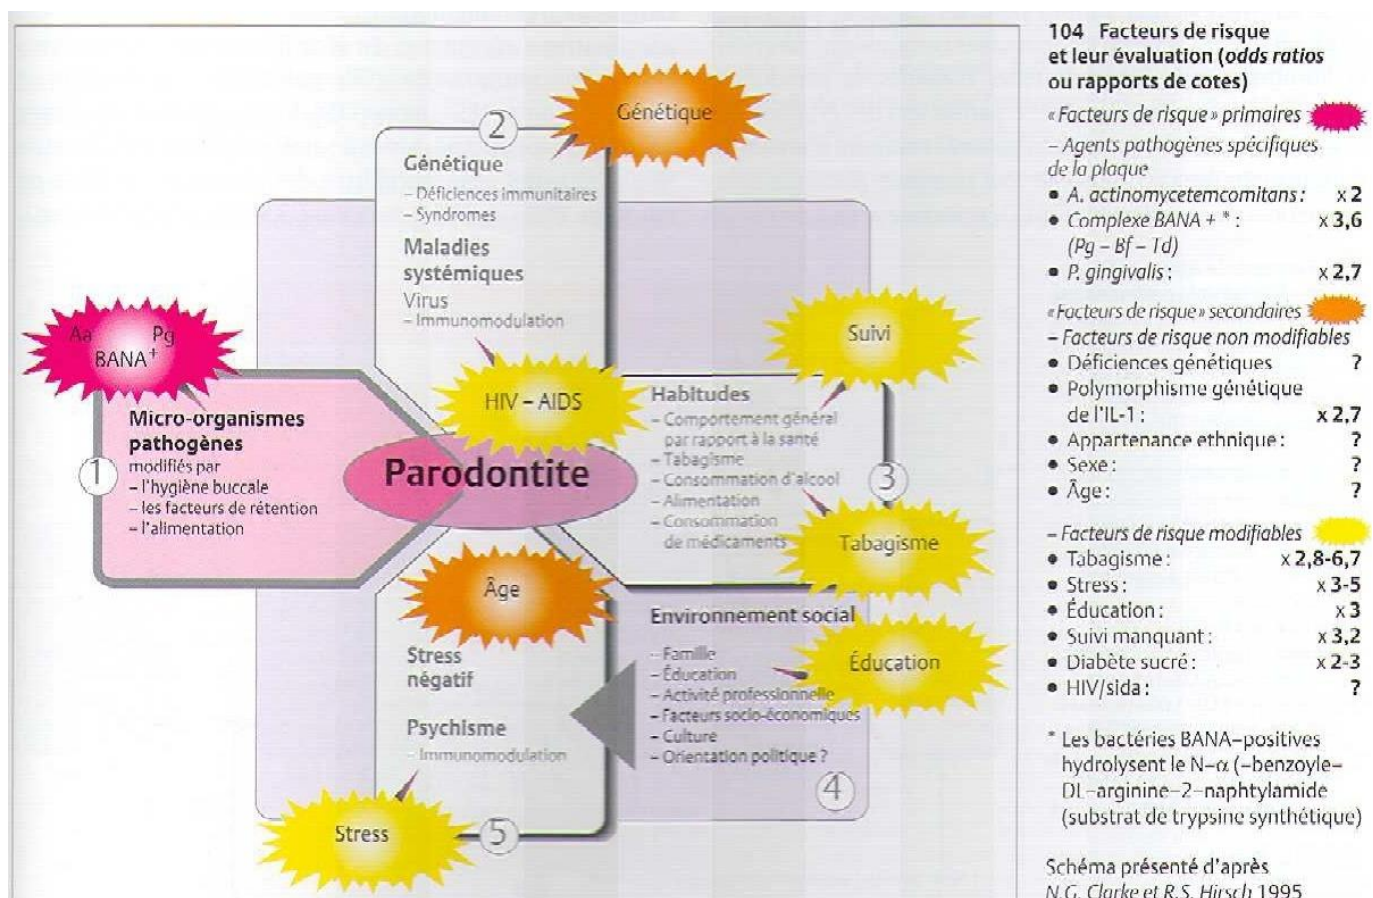 Génétique
2
Génétique
– Déficiences immunitaires
– Syndromes
Maladies
systémiques
Virus
– Immunomodulation
Aa Pg
BANA+
Micro-organismes
pathogènes
modifiés par
– l'hygiène buccale
– les facteurs de rétention
– l'alimentation
1
HIV – AIDS
Parodontite
Suivi
Habitudes
– Comportement général
par rapport à la santé
– Tabagisme
– Consommation d'alcool
– Alimentation
– Consommation
de médicaments
3
Tabagisme
Âge
Stress
négatif
Psychisme
– Immunomodulation
Stress
5
Environnement social
– Famille
– Éducation
– Activité professionnelle
– Facteurs socio-économiques
– Culture
– Orientation politique ?
Éducation
4
104 Facteurs de risque
et leur évaluation (odds ratios
ou rapports de cotes)
«Facteurs de risque» primaires
– Agents pathogènes spécifiques
de la plaque
• A. actinomycetemcomitans : x 2
• Complexe BANA + * : x 3,6
(Pg – Bf – Td)
• P. gingivalis : x 2,7
«Facteurs de risque» secondaires
– Facteurs de risque non modifiables
• Déficiences génétiques ?
• Polymorphisme génétique
de l'IL-1 : x 2,7
• Appartenance ethnique : ?
• Sexe : ?
• Âge : ?
– Facteurs de risque modifiables
• Tabagisme : x 2,8-6,7
• Stress : x 3-5
• Éducation : x 3
• Suivi manquant : x 3,2
• Diabète sucré : x 2-3
• HIV/sida : ?
* Les bactéries BANA–positives
hydrolysent le N–α (–benzoyle–
DL–arginine–2–naphtylamide
(substrat de trypsine synthétique)
Schéma présenté d'après
N.G. Clarke et R.S. Hirsch 1995